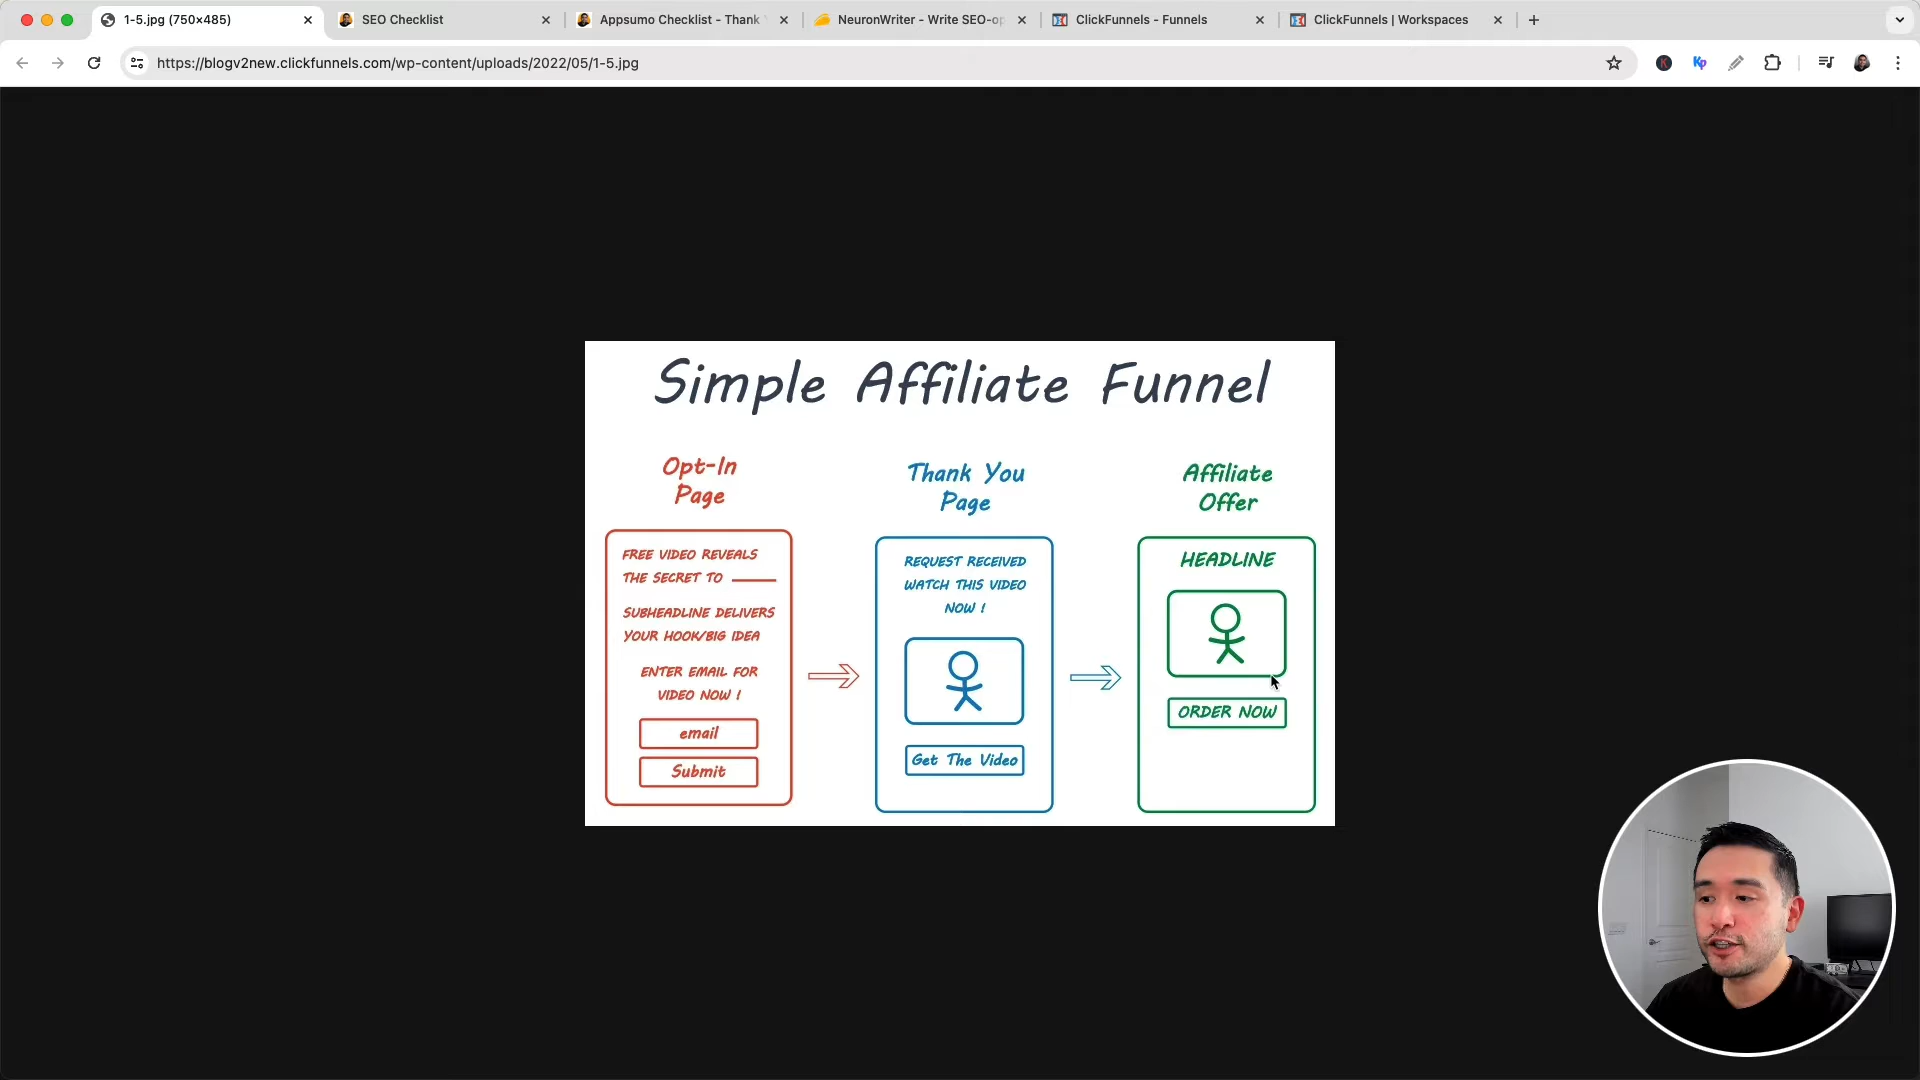 1-5.jpg (750×485)
SEO Checklist
Appsumo Checklist - Thank
NeuronWriter - Write SEO-op
ClickFunnels - Funnels
ClickFunnels | Workspaces
https://blogv2new.clickfunnels.com/wp-content/uploads/2022/05/1-5.jpg
K
Kp
Simple Affiliate Funnel
Opt-In
Page
FREE VIDEO REVEALS
THE SECRET TO
SUBHEADLINE DELIVERS
YOUR HOOK/BIG IDEA
ENTER EMAIL FOR
VIDEO NOW !
email
Submit
Thank You
Page
REQUEST RECEIVED
WATCH THIS VIDEO
NOW !
Get The Video
Affiliate
Offer
HEADLINE
ORDER NOW